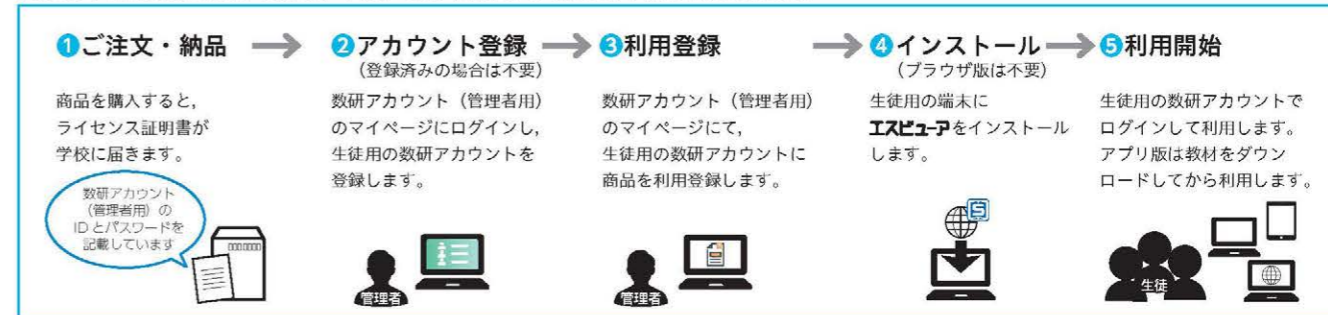 ❶ご注文・納品
商品を購入すると,
ライセンス証明書が
学校に届きます。
数研アカウント
(管理者用)の
IDとパスワードを
記載しています
❷アカウント登録
(登録済みの場合は不要)
数研アカウント(管理者用)
のマイページにログインし,
生徒用の数研アカウントを
登録します。
管理者
❸利用登録
数研アカウント(管理者用)
のマイページにて,
生徒用の数研アカウントに
商品を利用登録します。
管理者
❹インストール
(ブラウザ版は不要)
生徒用の端末に
エスビューアをインストール
します。
S
❺利用開始
生徒用の数研アカウントで
ログインして利用します。
アプリ版は教材をダウン
ロードしてから利用します。
生徒